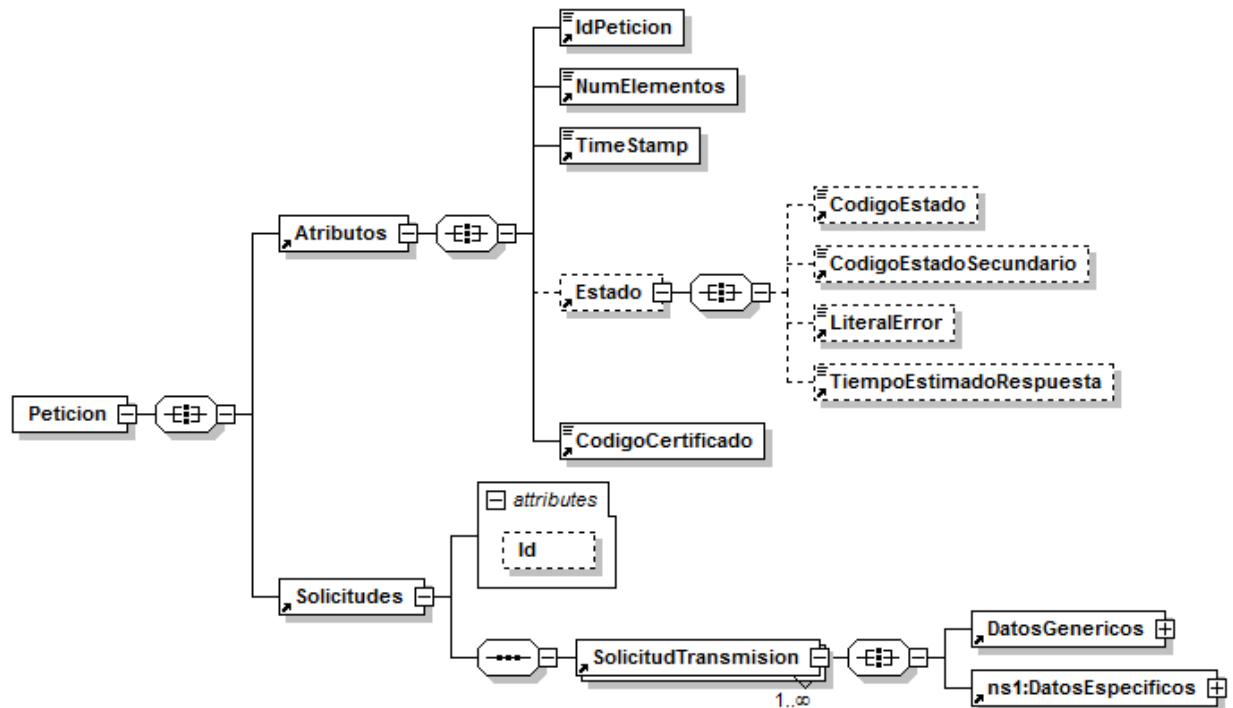 IdPeticion
NumElementos
TimeStamp
CodigoEstado
Atributos
CodigoEstadoSecundario
Estado
LiteralError
TiempoEstimadoRespuesta
Peticion
CodigoCertificado
attributes
Id
Solicitudes
DatosGenericos
SolicitudTransmision
ns1:DatosEspecificos
1..∞